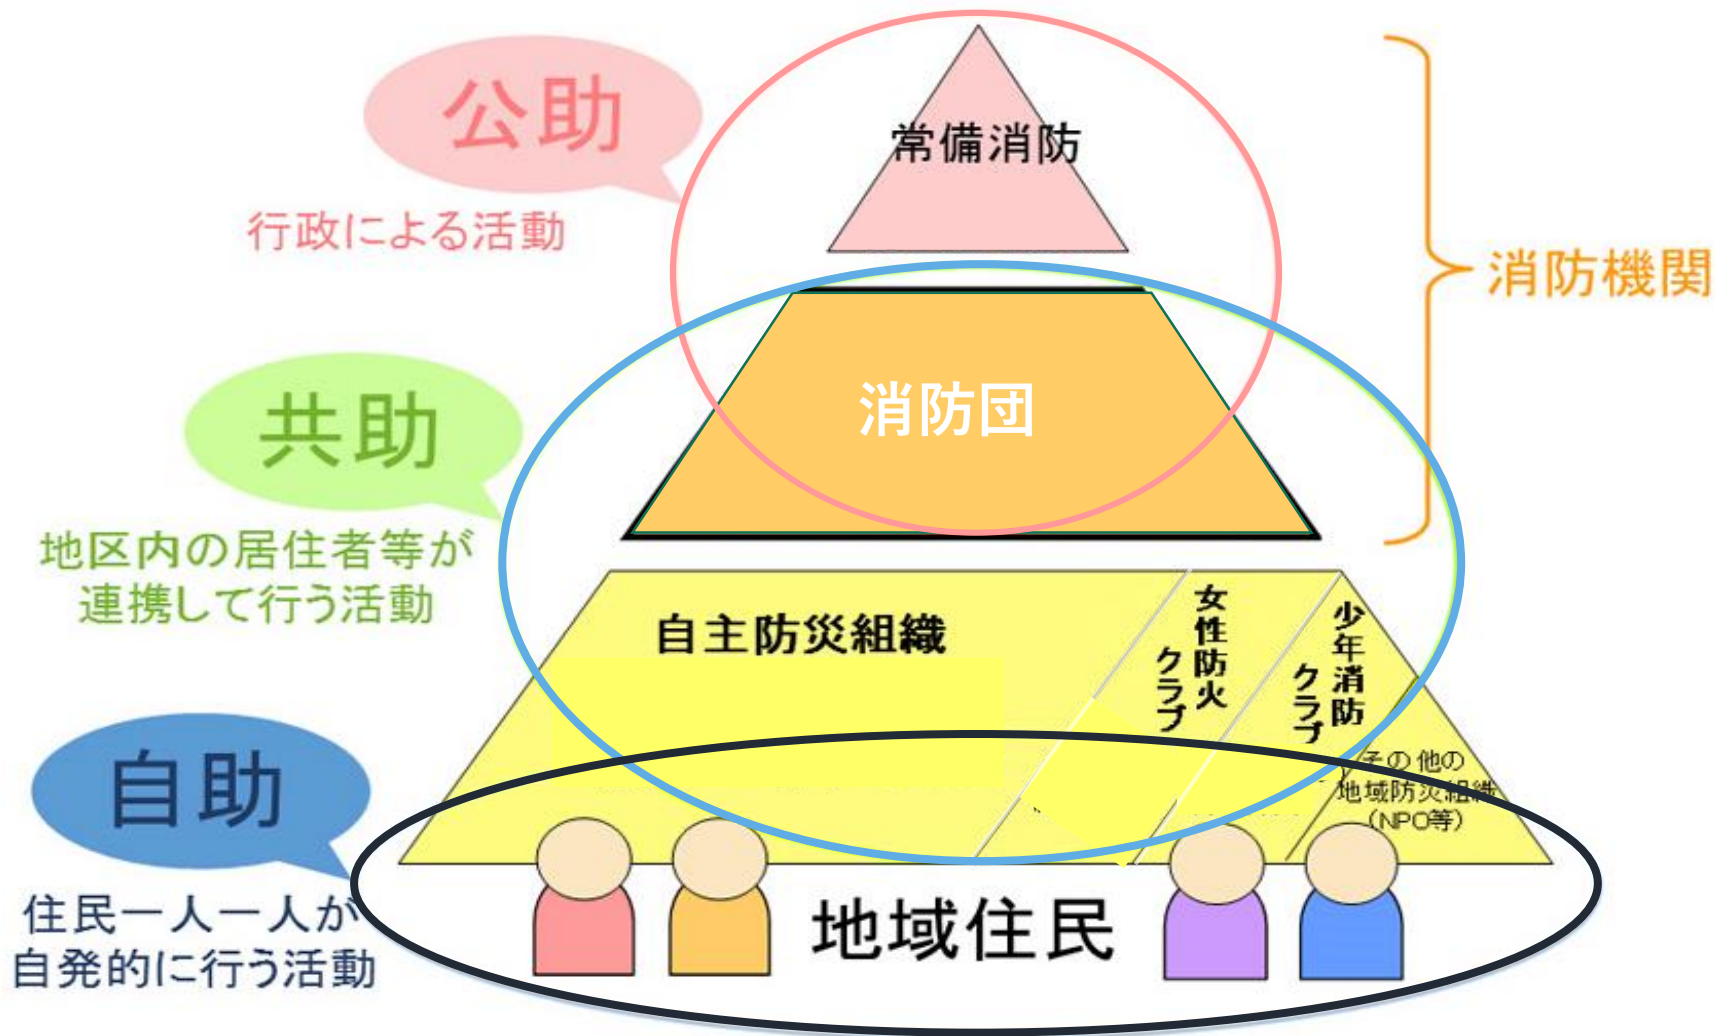 公助
行政による活動
常備消防
消防機関
消防団
共助
地区内の居住者等が
連携して行う活動
自主防災組織
女性防火
クラブ
少年消防
クラブ
その他の
地域防災組織
(NPO等)
自助
住民一人一人が
自発的に行う活動
地域住民